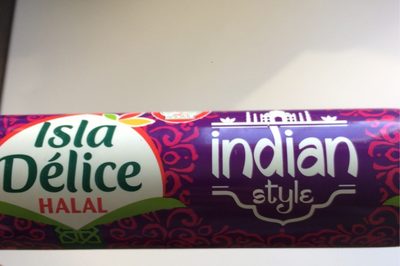 Isla
Délice
HALAL
indian
style